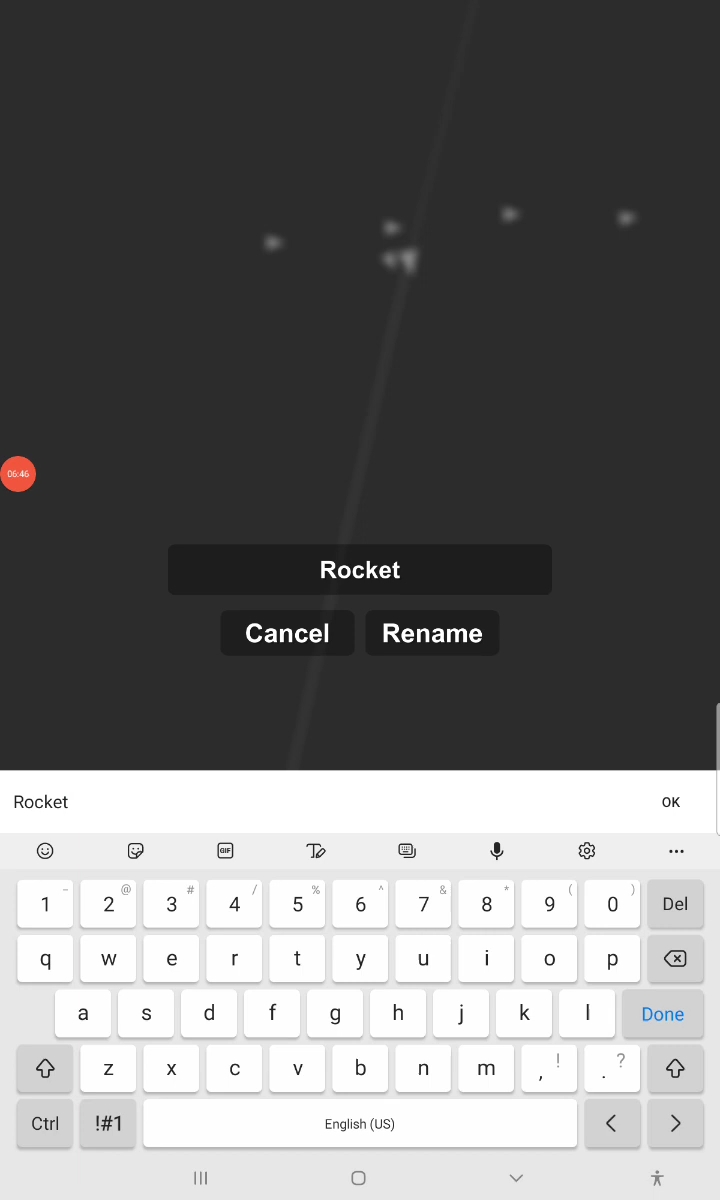 06:46
Rocket
Cancel Rename
Rocket OK
GIF
1 – 2 @ 3 # 4 / 5 % 6 ^ 7 & 8 * 9 ( 0 ) Del
q w e r t y u i o p
a s d f g h j k l Done
z x c v b n m , ! . ?
Ctrl !#1 English (US) < >